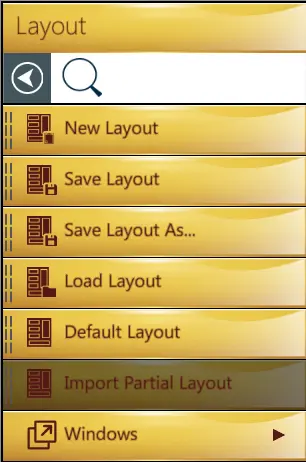 Layout
New Layout
Save Layout
Save Layout As...
Load Layout
Default Layout
Import Partial Layout
Windows